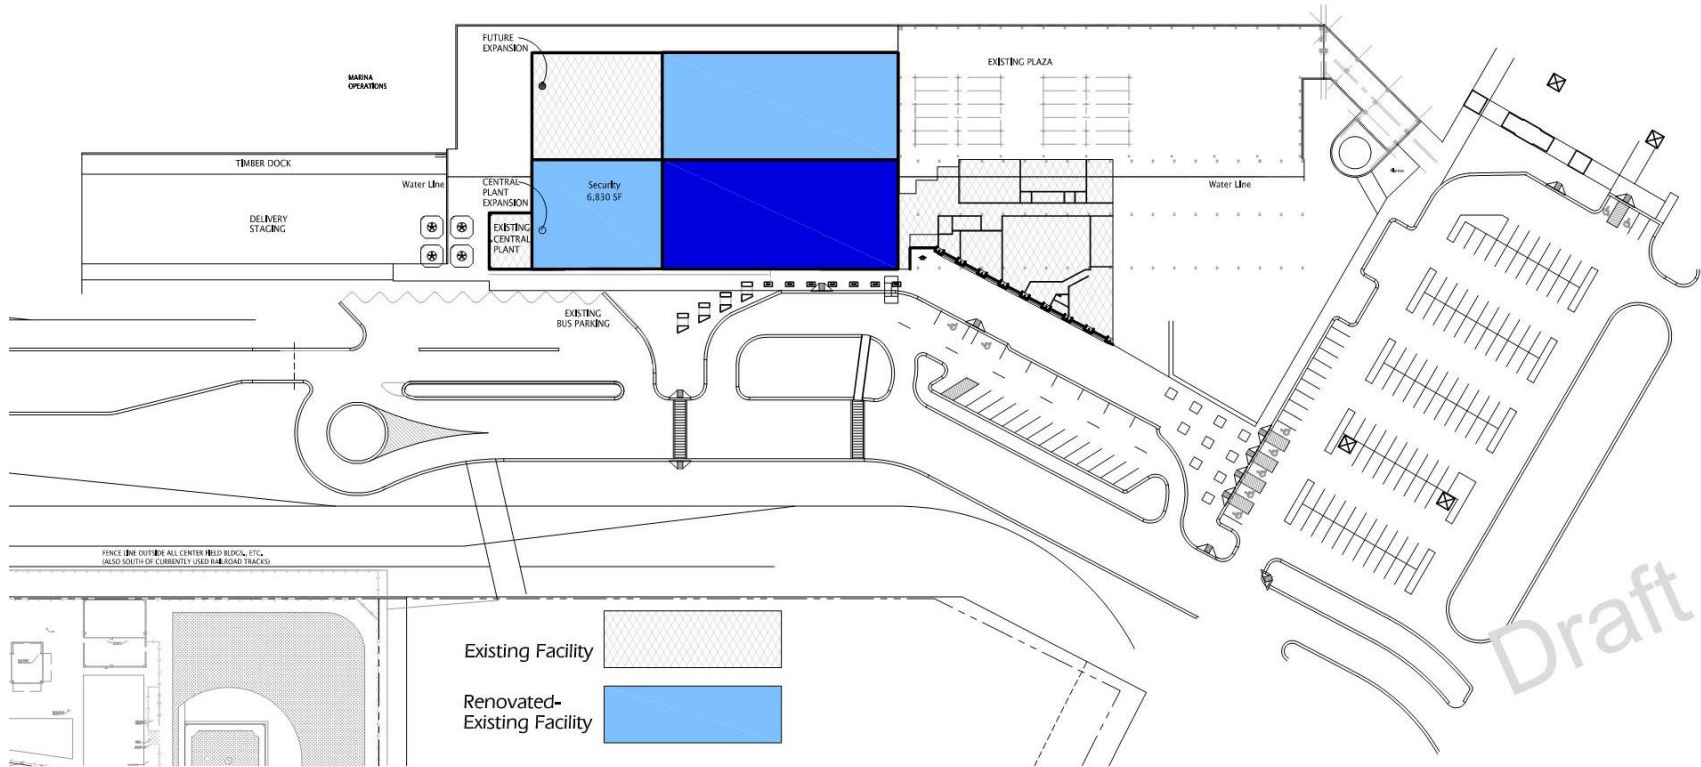 FUTURE
EXPANSION
EXISTING PLAZA
MARINA
OPERATIONS
TIMBER DOCK
Water Line
CENTRAL
PLANT
EXPANSION
Security
6,830 SF
Water Line
DELIVERY
STAGING
EXISTING
CENTRAL
PLANT
EXISTING
BUS PARKING
FENCE LINE OUTSIDE ALL CENTER FIELD BLDGS., ETC.
(ALSO SOUTH OF CURRENTLY USED RAILROAD TRACKS)
Existing Facility
Renovated-
Existing Facility
Draft